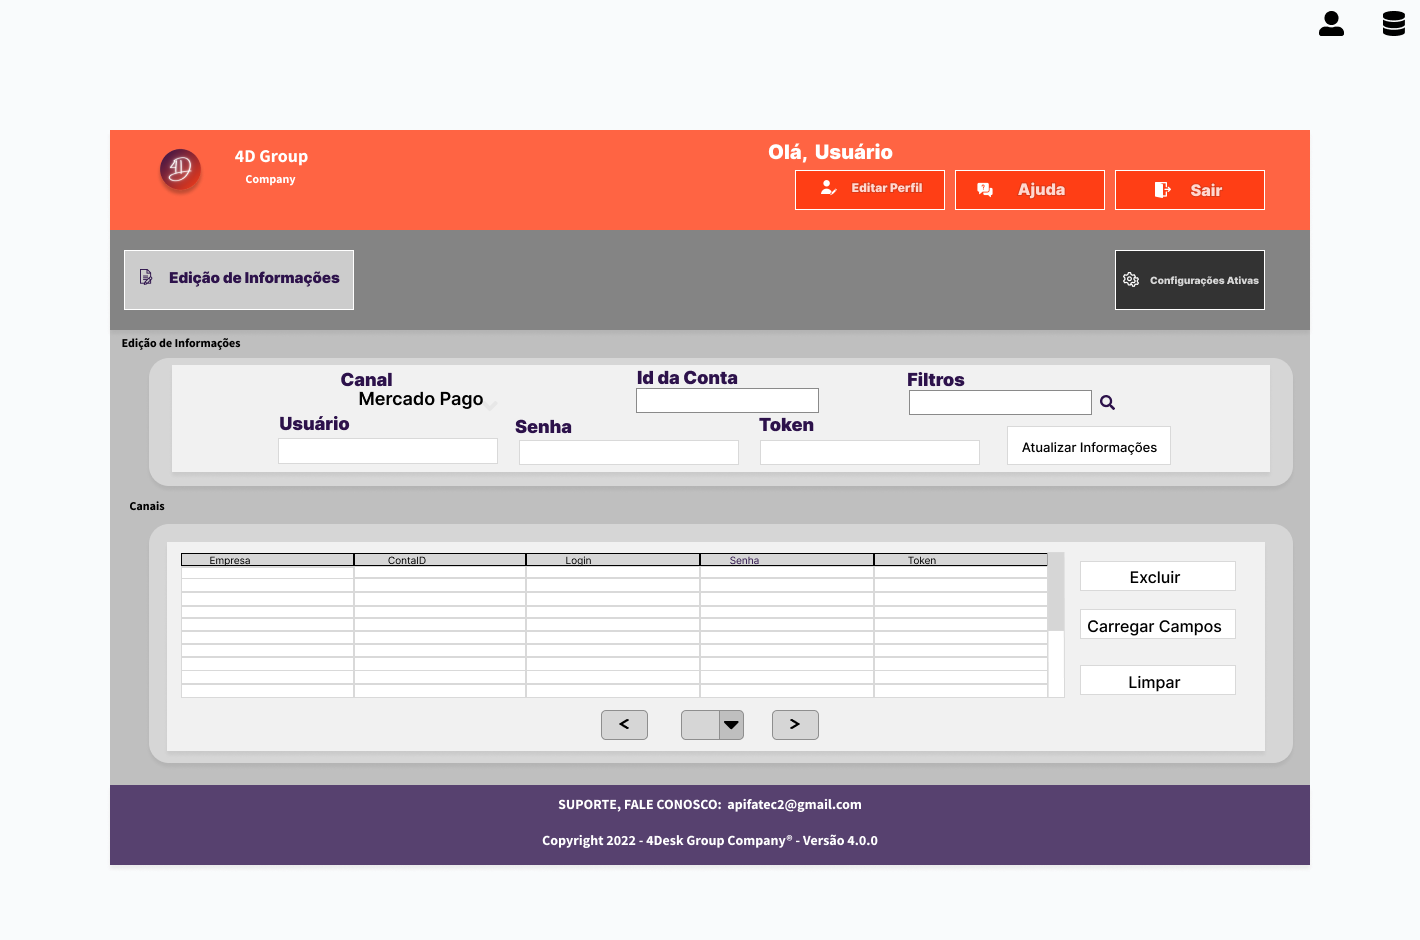 4D
4D Group
Company
Olá, Usuário
Editar Perfil
Ajuda
Sair
Edição de Informações
Configurações Ativas
Edição de Informações
Canal
Id da Conta
Filtros
Mercado Pago
Usuário
Senha
Token
Atualizar Informações
Canais
Empresa ContaID Login Senha Token
Excluir
Carregar Campos
Limpar
< >
SUPORTE, FALE CONOSCO: apifatec2@gmail.com
Copyright 2022 - 4Desk Group Company® - Versão 4.0.0